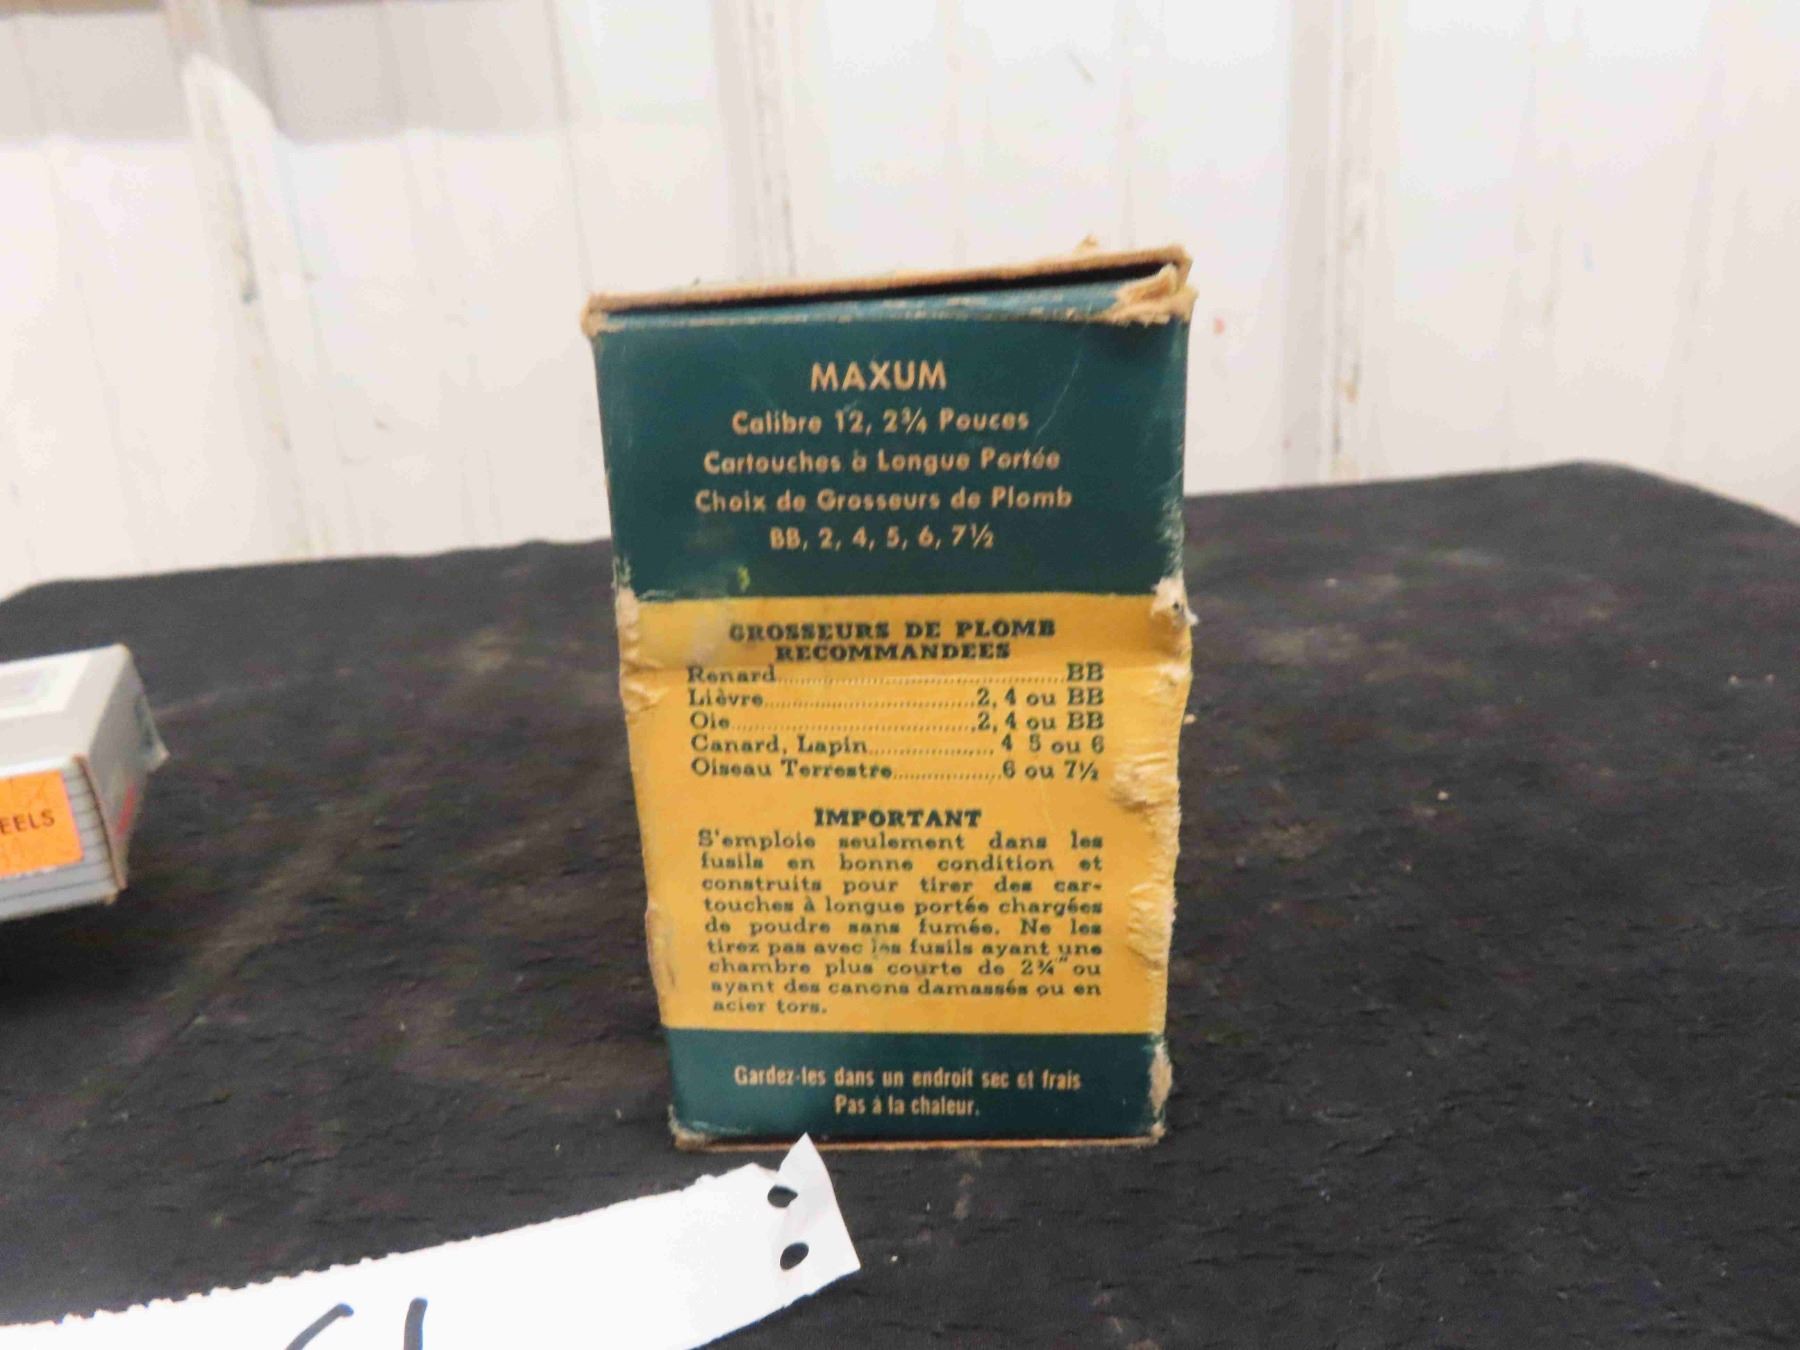 MAXUM
Calibre 12, 2¾ Pouces
Cartouches à Longue Portée
Choix de Grosseurs de Plomb
BB, 2, 4, 5, 6, 7½
GROSSEURS DE PLOMB
RECOMMANDEES
Renard..........BB
Lièvre..........2, 4 ou BB
Oie..........2, 4 ou BB
Canard, Lapin..........4 5 ou 6
Oiseau Terrestre..........6 ou 7½
IMPORTANT
S'emploie seulement dans les
fusils en bonne condition et
construits pour tirer des car-
touches à longue portée chargées
de poudre sans fumée. Ne les
tirez pas avec les fusils ayant une
chambre plus courte de 2¾" ou
ayant des canons damassés ou en
acier tors.
Gardez-les dans un endroit sec et frais
Pas à la chaleur.
EELS